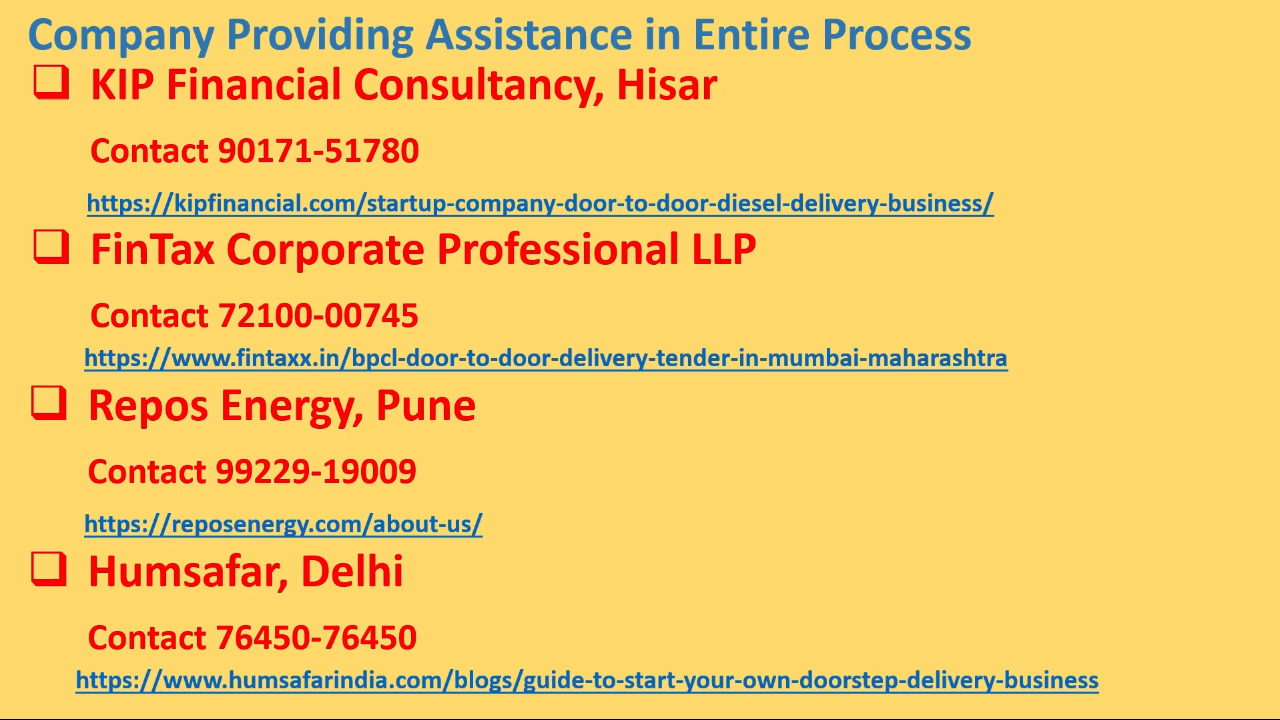 Company Providing Assistance in Entire Process
KIP Financial Consultancy, Hisar
Contact 90171-51780
https://kipfinancial.com/startup-company-door-to-door-diesel-delivery-business/
FinTax Corporate Professional LLP
Contact 72100-00745
https://www.fintaxx.in/bpcl-door-to-door-delivery-tender-in-mumbai-maharashtra
Repos Energy, Pune
Contact 99229-19009
https://reposenergy.com/about-us/
Humsafar, Delhi
Contact 76450-76450
https://www.humsafarindia.com/blogs/guide-to-start-your-own-doorstep-delivery-business